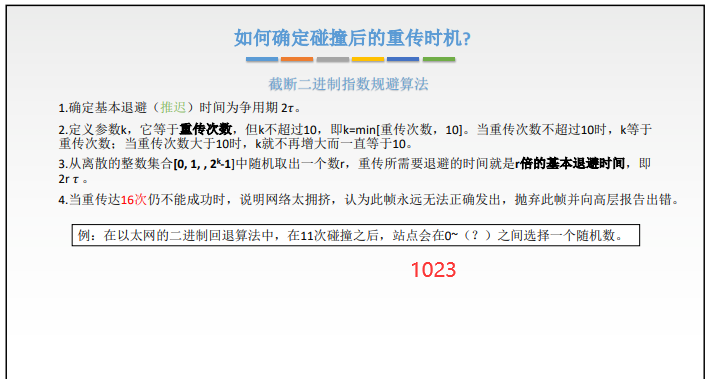 如何确定碰撞后的重传时机?
截断二进制指数规避算法
1.确定基本退避（推迟）时间为争用期 2τ。
2.定义参数k，它等于重传次数，但k不超过10，即k=min[重传次数，10]。当重传次数不超过10时，k等于
重传次数；当重传次数大于10时，k就不再增大而一直等于10。
3.从离散的整数集合[0, 1, , 2ᵏ-1]中随机取出一个数r，重传所需要退避的时间就是r倍的基本退避时间，即
2rτ 。
4.当重传达16次仍不能成功时，说明网络太拥挤，认为此帧永远无法正确发出，抛弃此帧并向高层报告出错。
例：在以太网的二进制回退算法中，在11次碰撞之后，站点会在0~（？）之间选择一个随机数。
1023